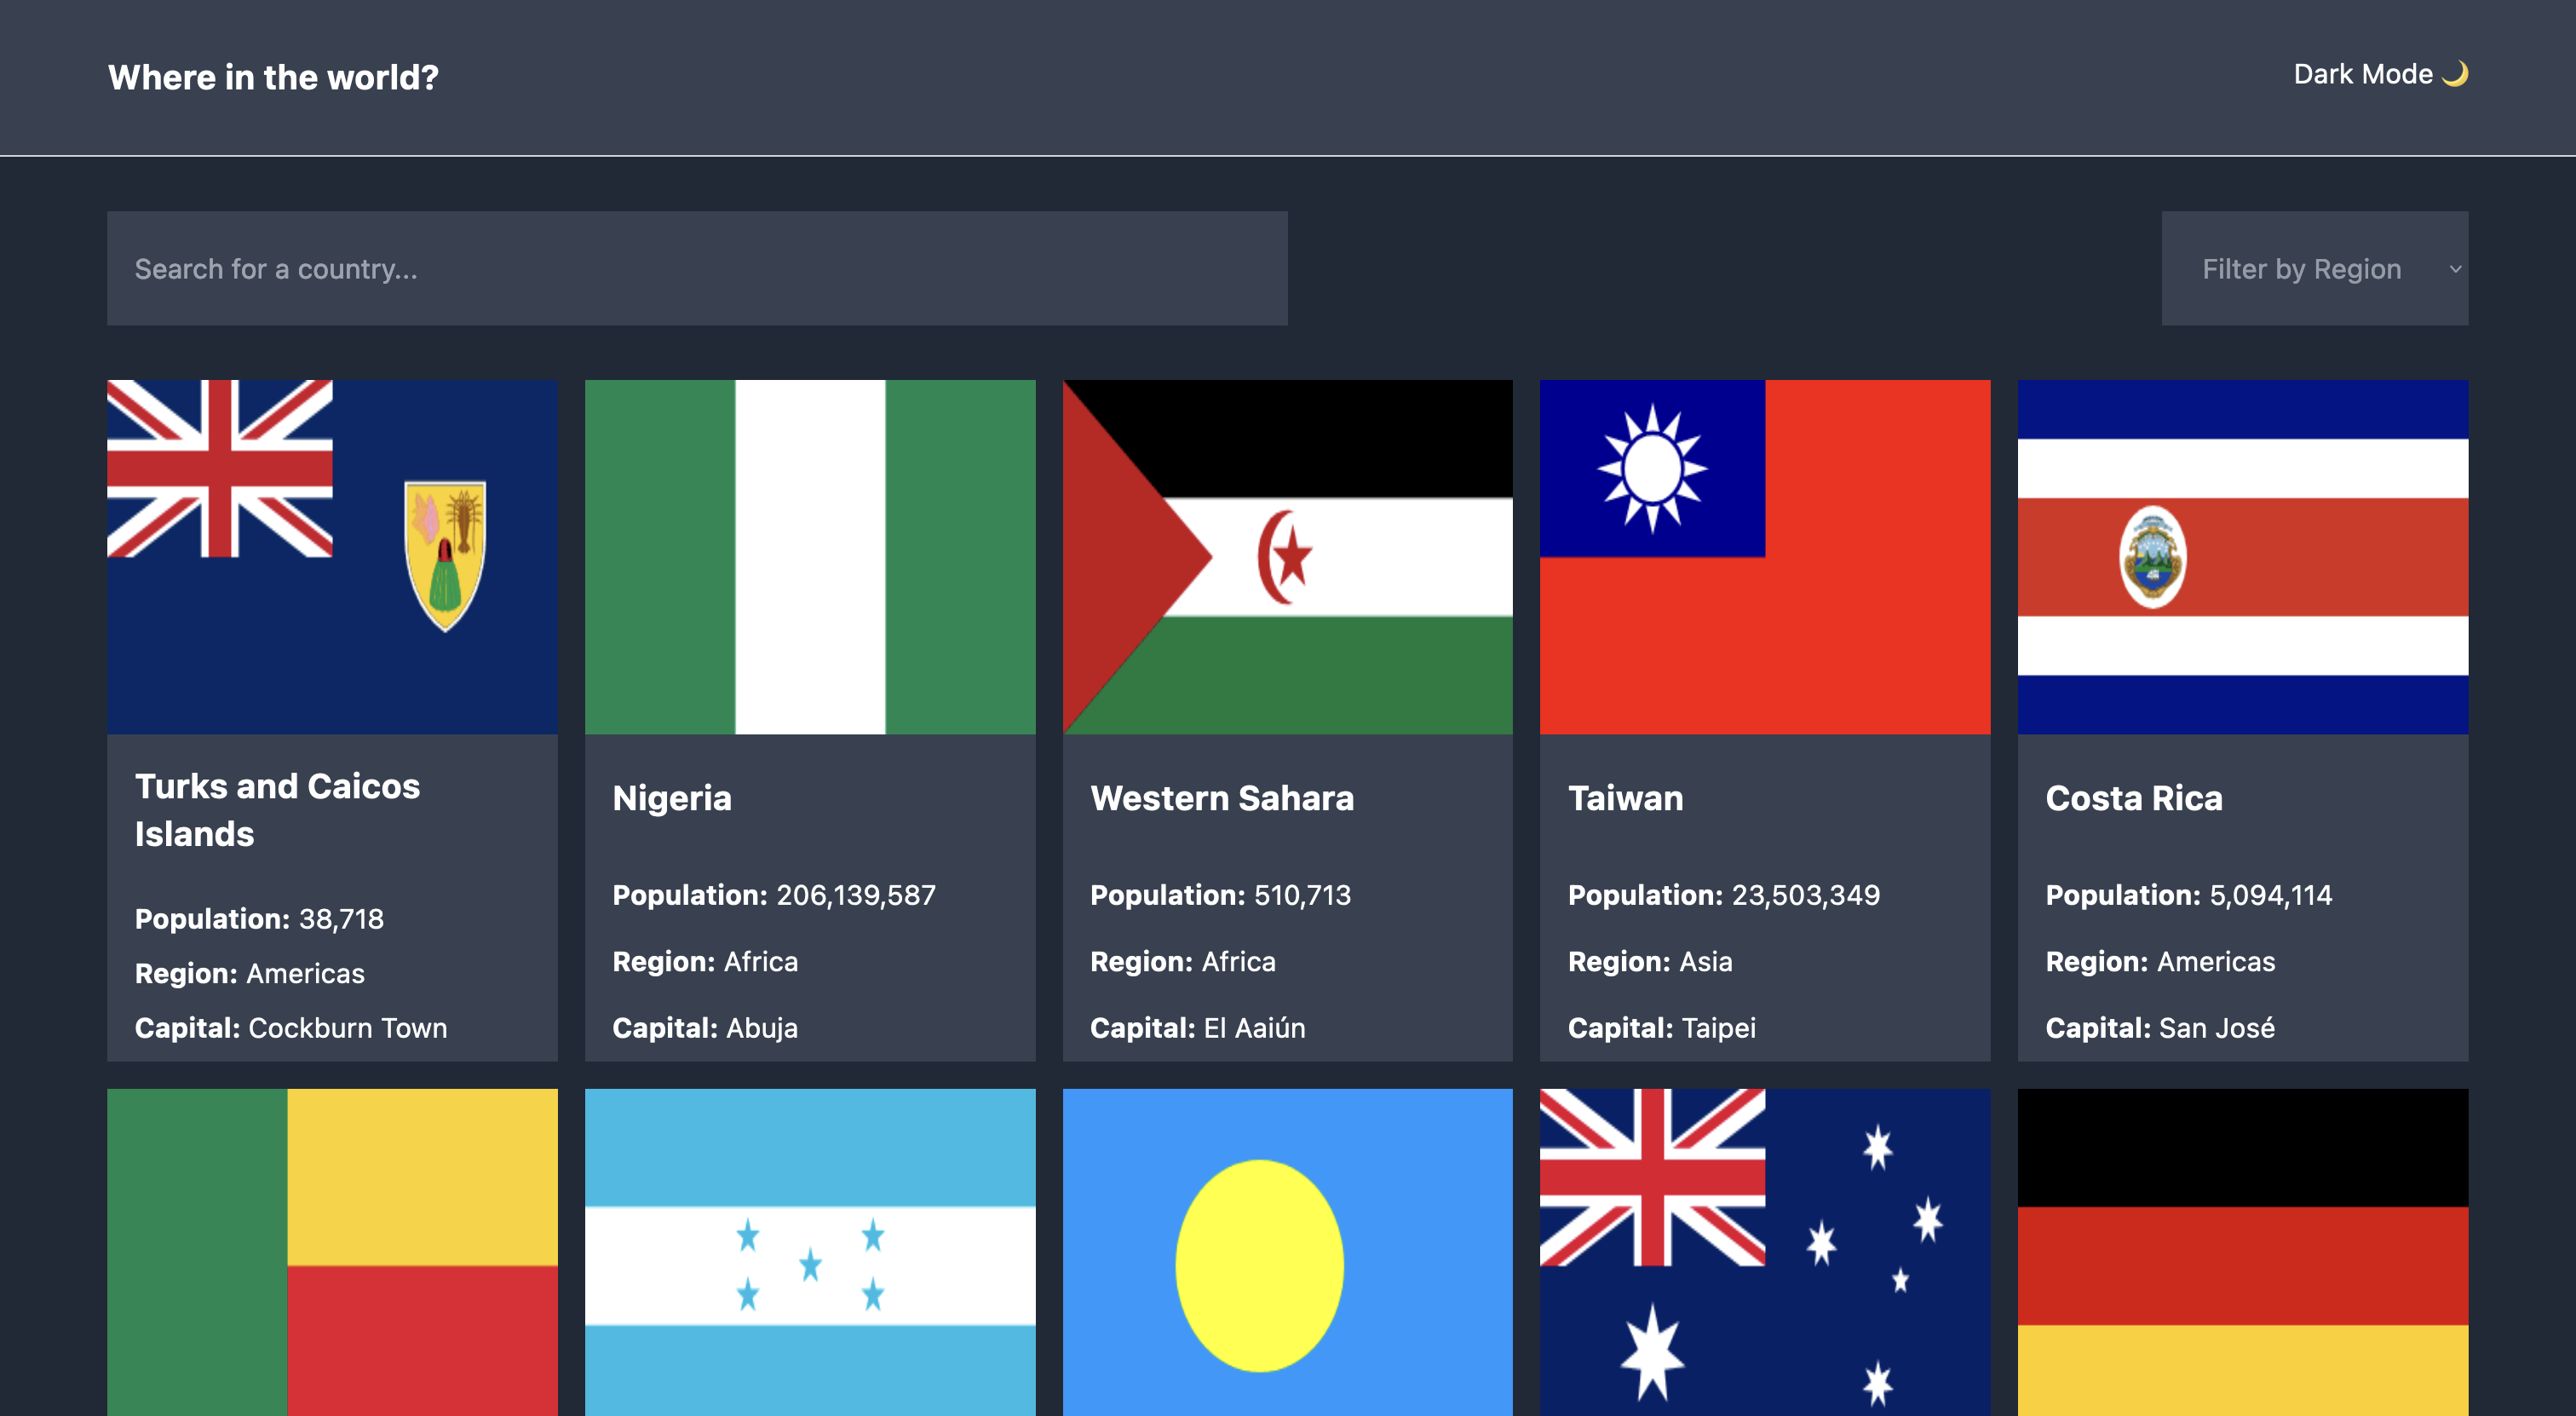 Where in the world?
Dark Mode 🌙
Search for a country...
Filter by Region
Turks and Caicos
Islands
Population: 38,718
Region: Americas
Capital: Cockburn Town
Nigeria
Population: 206,139,587
Region: Africa
Capital: Abuja
Western Sahara
Population: 510,713
Region: Africa
Capital: El Aaiún
Taiwan
Population: 23,503,349
Region: Asia
Capital: Taipei
Costa Rica
Population: 5,094,114
Region: Americas
Capital: San José